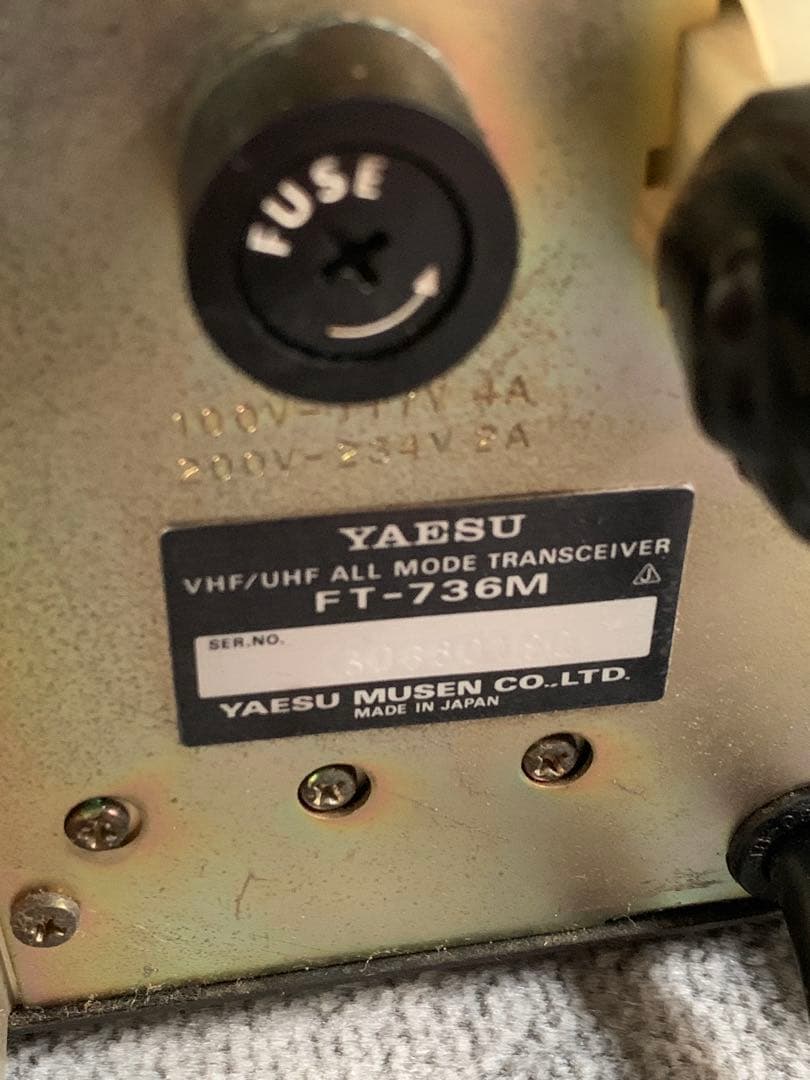 FUSE
100V-117V 4A
200V-234V 2A
YAESU
VHF/UHF ALL MODE TRANSCEIVER
FT-736M
SER.NO.
YAESU MUSEN CO.,LTD.
MADE IN JAPAN